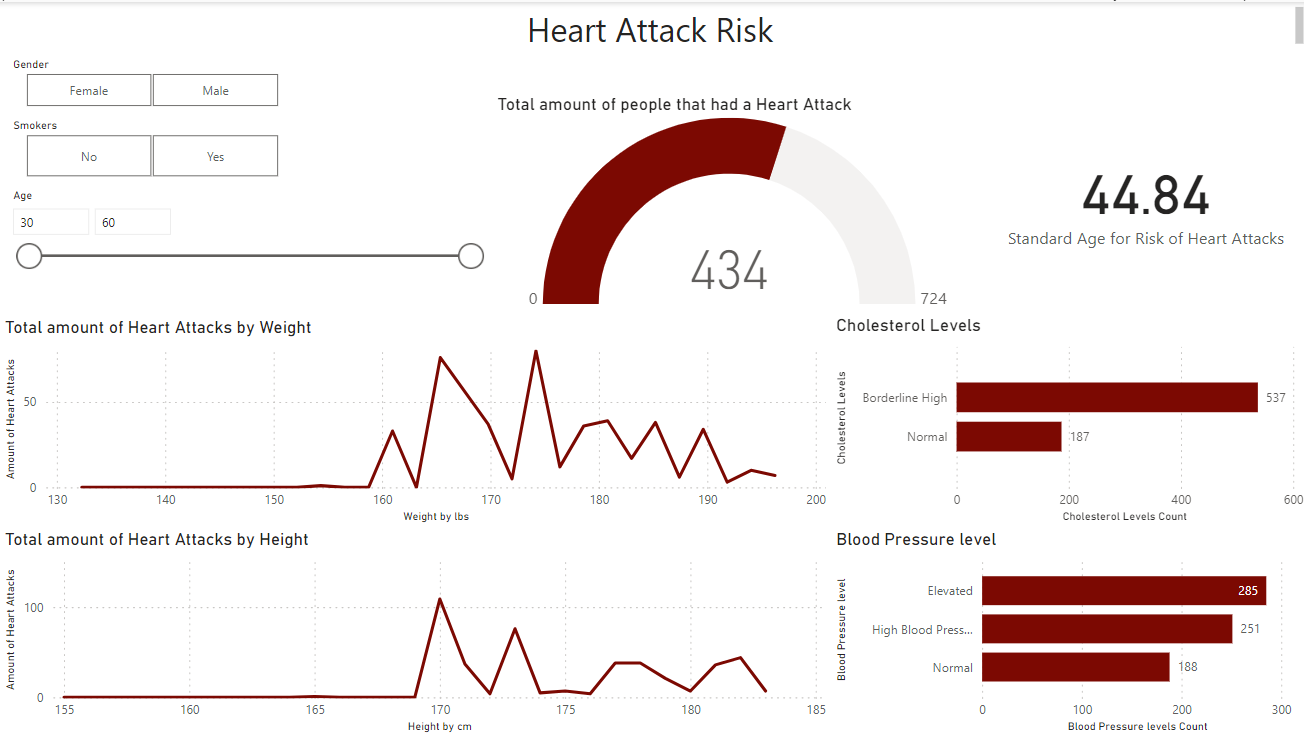 Heart Attack Risk
Gender
Female
Male
Smokers
No
Yes
Age
30
60
Total amount of people that had a Heart Attack
434
0
724
44.84
Standard Age for Risk of Heart Attacks
Total amount of Heart Attacks by Weight
Amount of Heart Attacks
50
0
130 140 150 160 170 180 190 200
Weight by lbs
Cholesterol Levels
Cholesterol Levels
Borderline High 537
Normal 187
0 200 400 600
Cholesterol Levels Count
Total amount of Heart Attacks by Height
Amount of Heart Attacks
100
0
155 160 165 170 175 180 185
Height by cm
Blood Pressure level
Blood Pressure level
Elevated 285
High Blood Press... 251
Normal 188
0 100 200 300
Blood Pressure levels Count